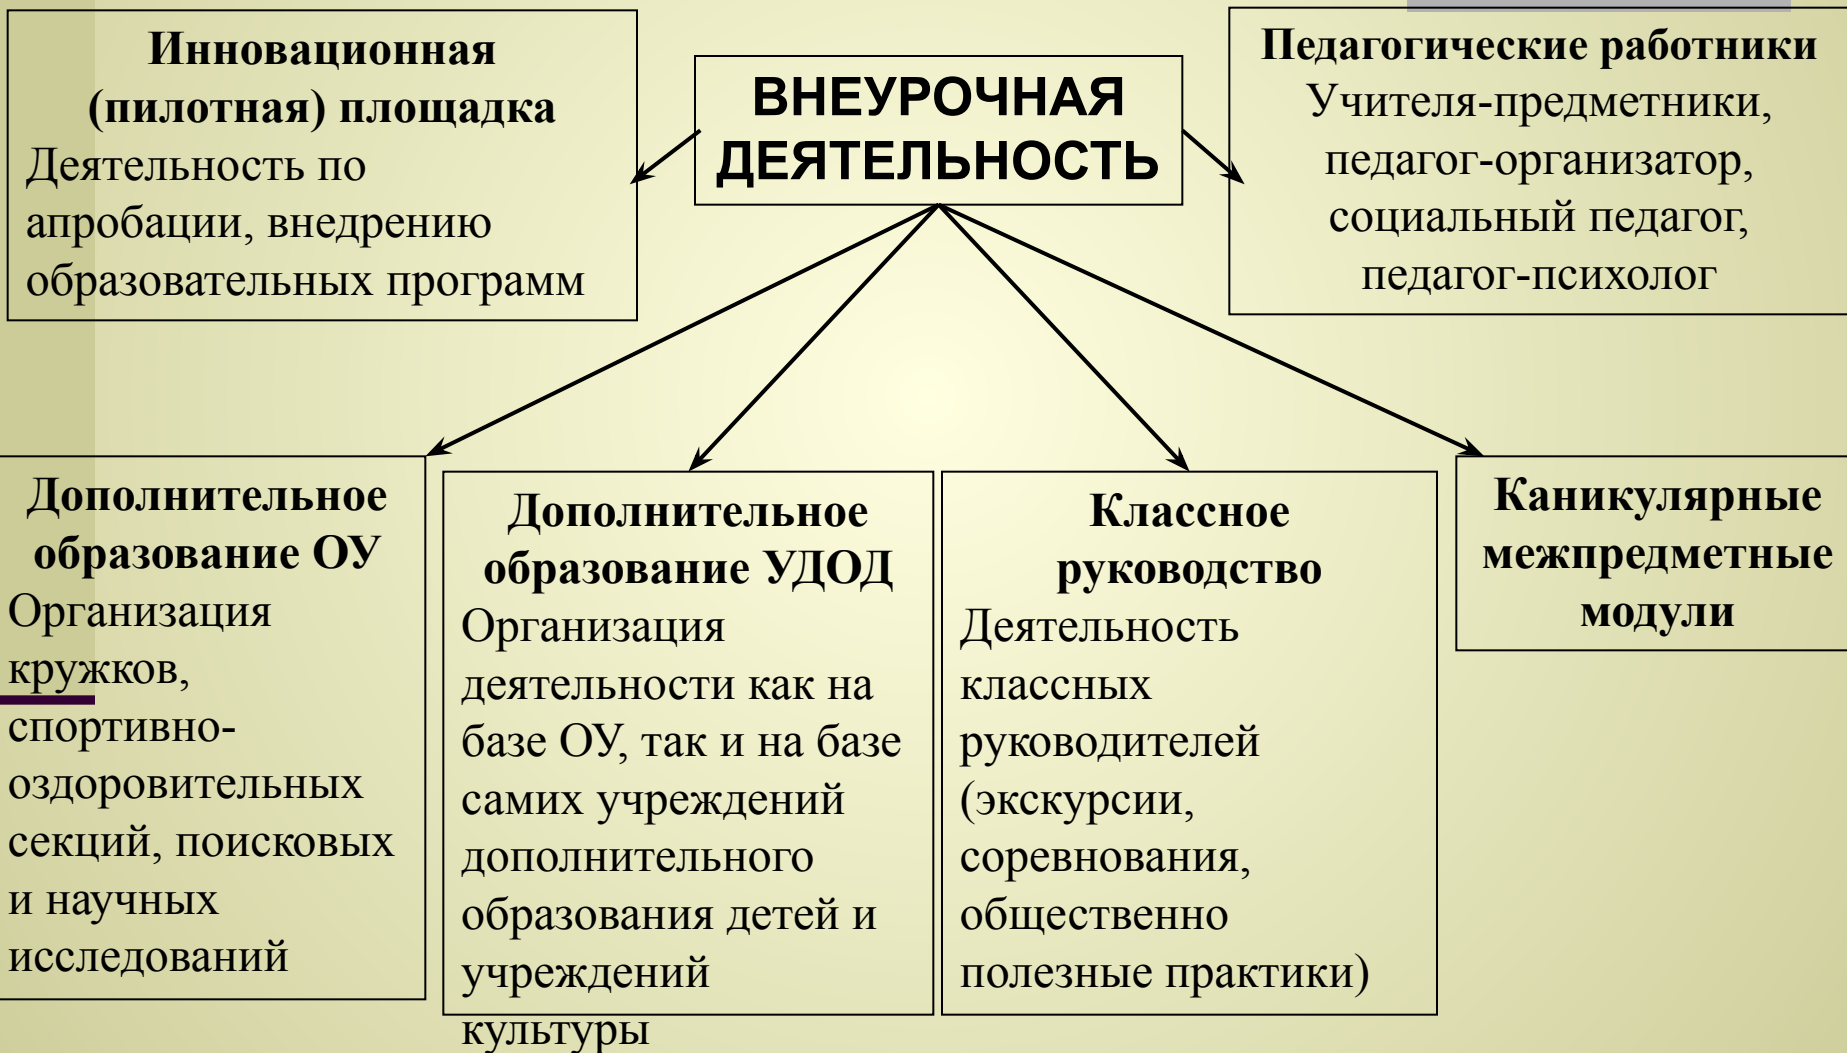 Инновационная
(пилотная) площадка
Деятельность по
апробации, внедрению
образовательных программ
ВНЕУРОЧНАЯ
ДЕЯТЕЛЬНОСТЬ
Педагогические работники
Учителя-предметники,
педагог-организатор,
социальный педагог,
педагог-психолог
Дополнительное
образование ОУ
Организация
кружков,
спортивно-
оздоровительных
секций, поисковых
и научных
исследований
Дополнительное
образование УДОД
Организация
деятельности как на
базе ОУ, так и на базе
самих учреждений
дополнительного
образования детей и
учреждений
культуры
Классное
руководство
Деятельность
классных
руководителей
(экскурсии,
соревнования,
общественно
полезные практики)
Каникулярные
межпредметные
модули